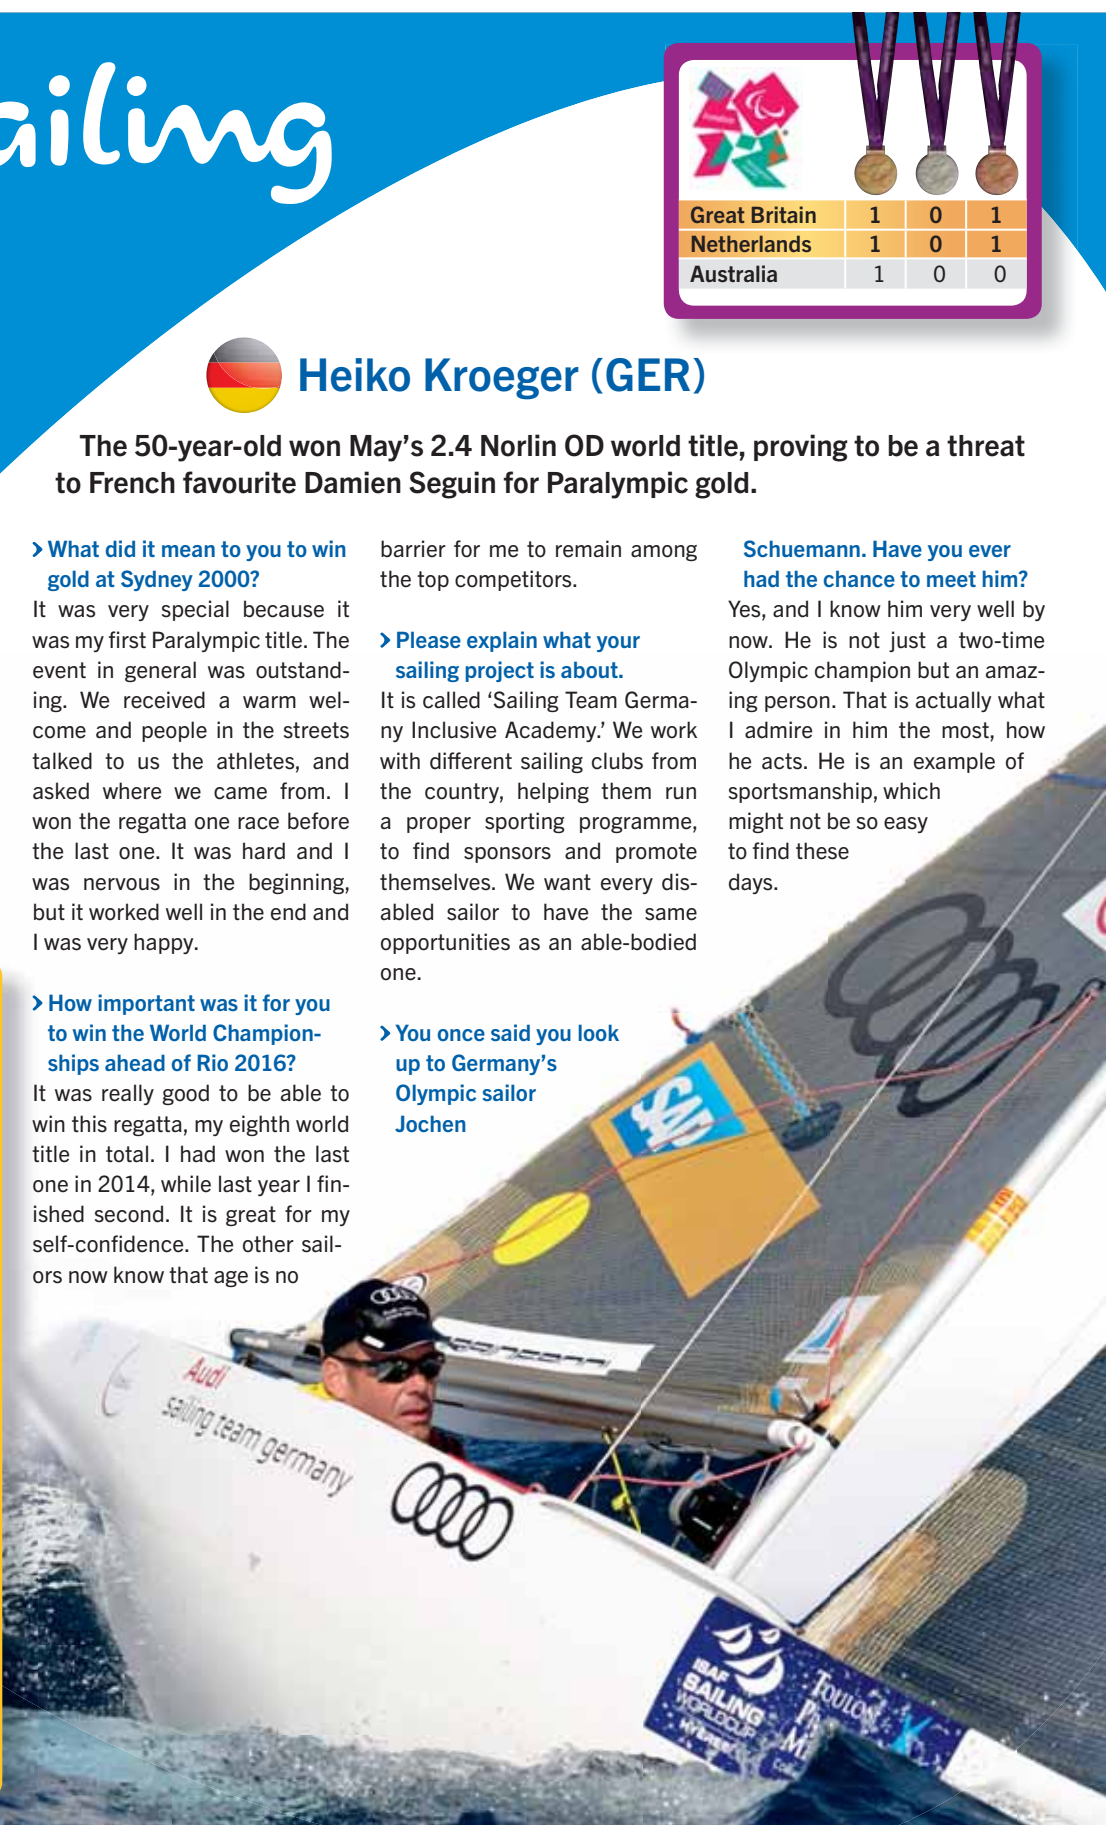 ailing
Great Britain 1 0 1
Netherlands 1 0 1
Australia 1 0 0
Heiko Kroeger (GER)
The 50-year-old won May's 2.4 Norlin OD world title, proving to be a threat
to French favourite Damien Seguin for Paralympic gold.
What did it mean to you to win
gold at Sydney 2000?
It was very special because it
was my first Paralympic title. The
event in general was outstand-
ing. We received a warm wel-
come and people in the streets
talked to us the athletes, and
asked where we came from. I
won the regatta one race before
the last one. It was hard and I
was nervous in the beginning,
but it worked well in the end and
I was very happy.
How important was it for you
to win the World Champion-
ships ahead of Rio 2016?
It was really good to be able to
win this regatta, my eighth world
title in total. I had won the last
one in 2014, while last year I fin-
ished second. It is great for my
self-confidence. The other sail-
ors now know that age is no
barrier for me to remain among
the top competitors.
Please explain what your
sailing project is about.
It is called ‘Sailing Team Germa-
ny Inclusive Academy.’ We work
with different sailing clubs from
the country, helping them run
a proper sporting programme,
to find sponsors and promote
themselves. We want every dis-
abled sailor to have the same
opportunities as an able-bodied
one.
You once said you look
up to Germany's
Olympic sailor
Jochen
Schuemann. Have you ever
had the chance to meet him?
Yes, and I know him very well by
now. He is not just a two-time
Olympic champion but an amaz-
ing person. That is actually what
I admire in him the most, how
he acts. He is an example of
sportsmanship, which
might not be so easy
to find these
days.
SAP
Audi
sailing team germany
ISAF
SAILING
WORLD CUP
HYERES
TOULON